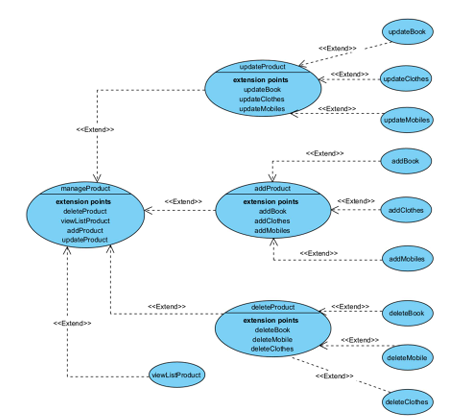 updateBook
<<Extend>>
updateProduct
extension points
updateBook
updateClothes
updateMobiles
<<Extend>>
updateClothes
<<Extend>>
updateMobiles
<<Extend>>
<<Extend>>
addBook
manageProduct
extension points
deleteProduct
viewListProduct
addProduct
updateProduct
<<Extend>>
addProduct
extension points
addBook
addClothes
addMobiles
<<Extend>>
addClothes
<<Extend>>
addMobiles
<<Extend>>
deleteProduct
extension points
deleteBook
deleteMobile
deleteClothes
<<Extend>>
deleteBook
<<Extend>>
<<Extend>>
deleteMobile
viewListProduct
<<Extend>>
deleteClothes